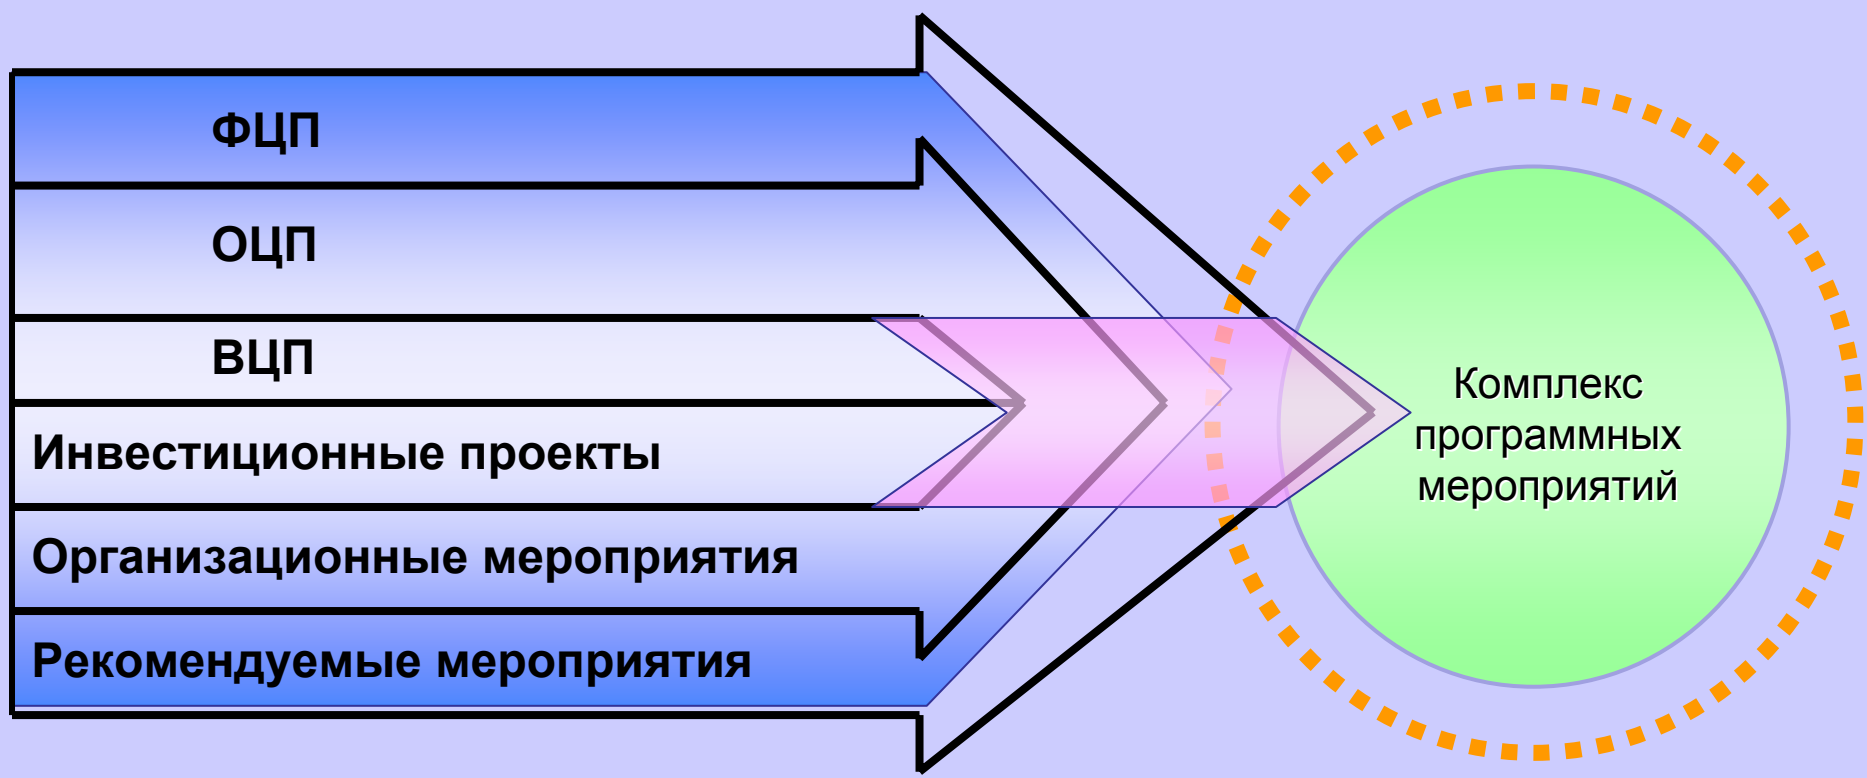 ФЦП
ОЦП
ВЦП
Инвестиционные проекты
Организационные мероприятия
Рекомендуемые мероприятия
Комплекс
программных
мероприятий